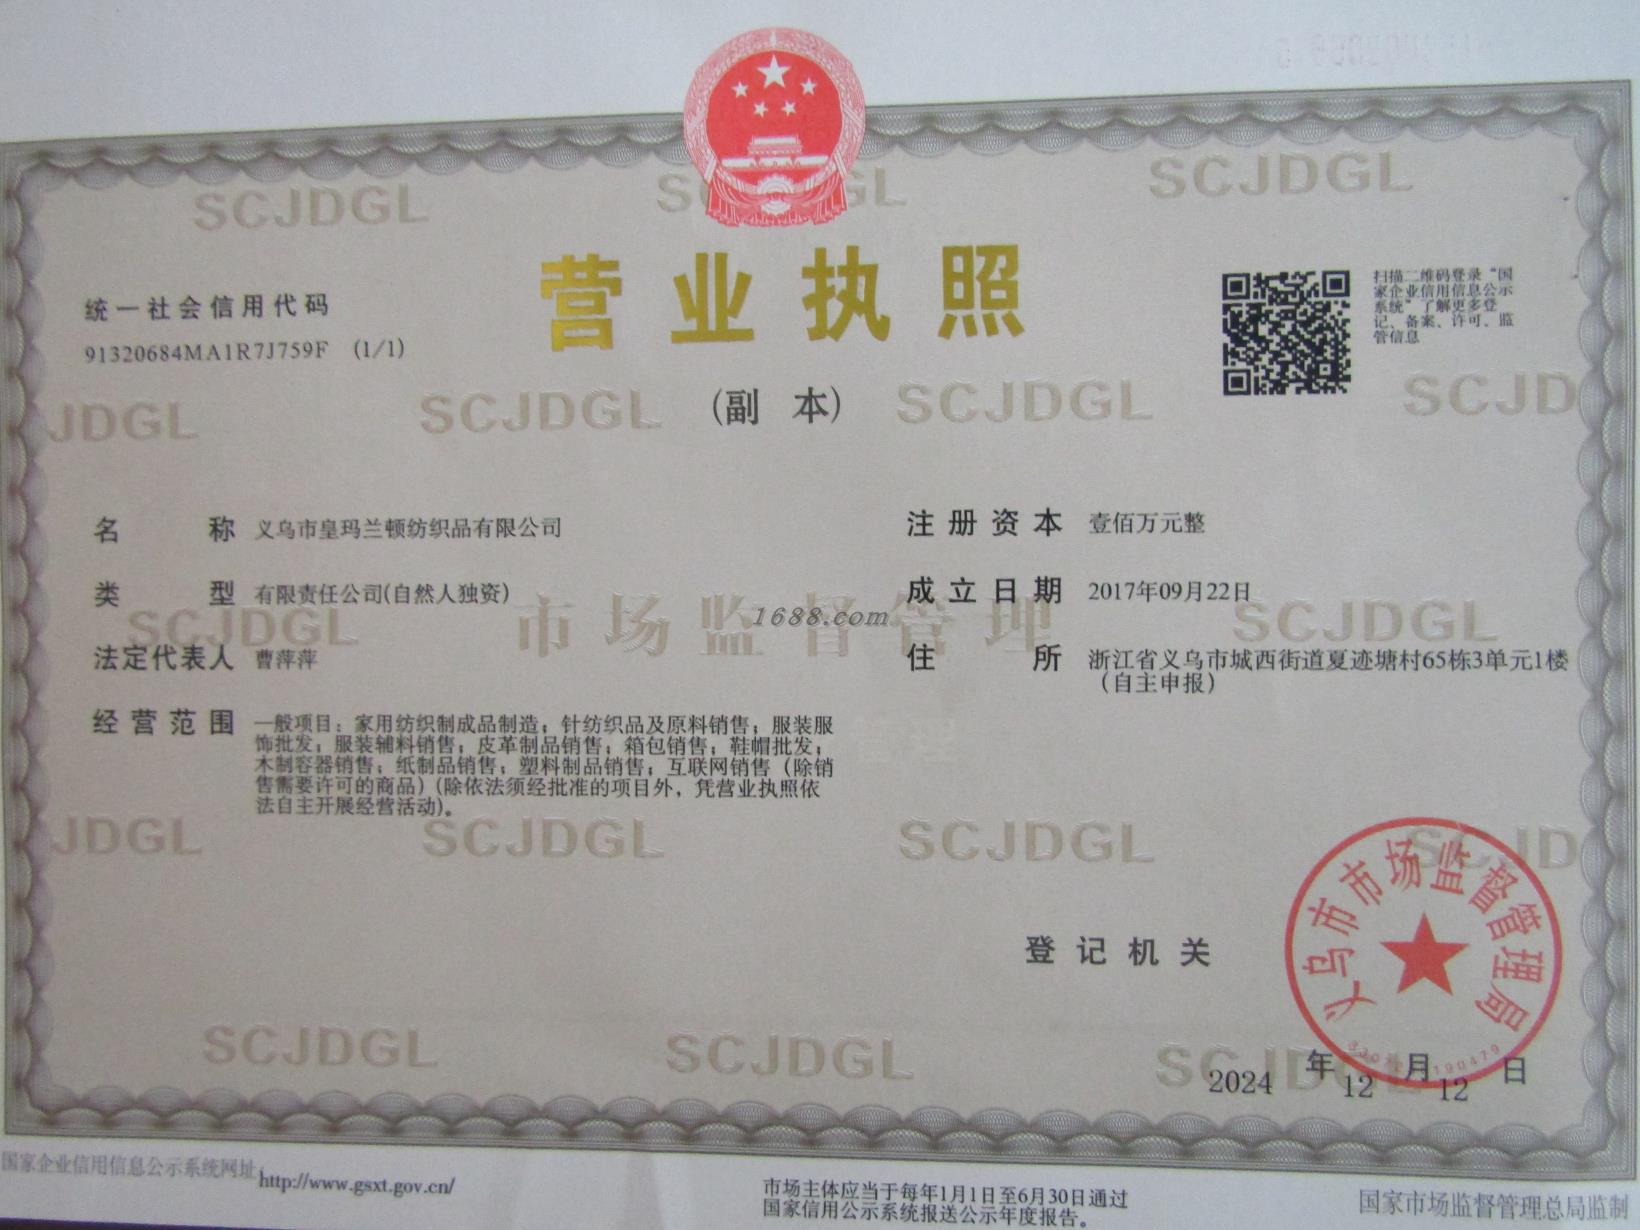 营业执照
(副 本)
统一社会信用代码
91320684MA1R7J759F (1/1)
扫描二维码登录“国
家企业信用信息公示
系统”了解更多登
记、备案、许可、监
管信息
名 称 义乌市皇玛兰顿纺织品有限公司
类 型 有限责任公司(自然人独资)
法定代表人 曹萍萍
经营范围 一般项目：家用纺织制成品制造；针纺织品及原料销售；服装服
饰批发；服装辅料销售；皮革制品销售；箱包销售；鞋帽批发；
木制容器销售；纸制品销售；塑料制品销售；互联网销售（除销
售需要许可的商品）(除依法须经批准的项目外，凭营业执照依
法自主开展经营活动)。
注册资本 壹佰万元整
成立日期 2017年09月22日
住 所 浙江省义乌市城西街道夏迹塘村65栋3单元1楼
（自主申报）
SCJDGL
市场监督管理
1688.com
登记机关
义乌市市场监督管理局
2024 年 12 月 12 日
国家企业信用信息公示系统网址 http://www.gsxt.gov.cn/
市场主体应当于每年1月1日至6月30日通过
国家信用公示系统报送公示年度报告。
国家市场监督管理总局监制